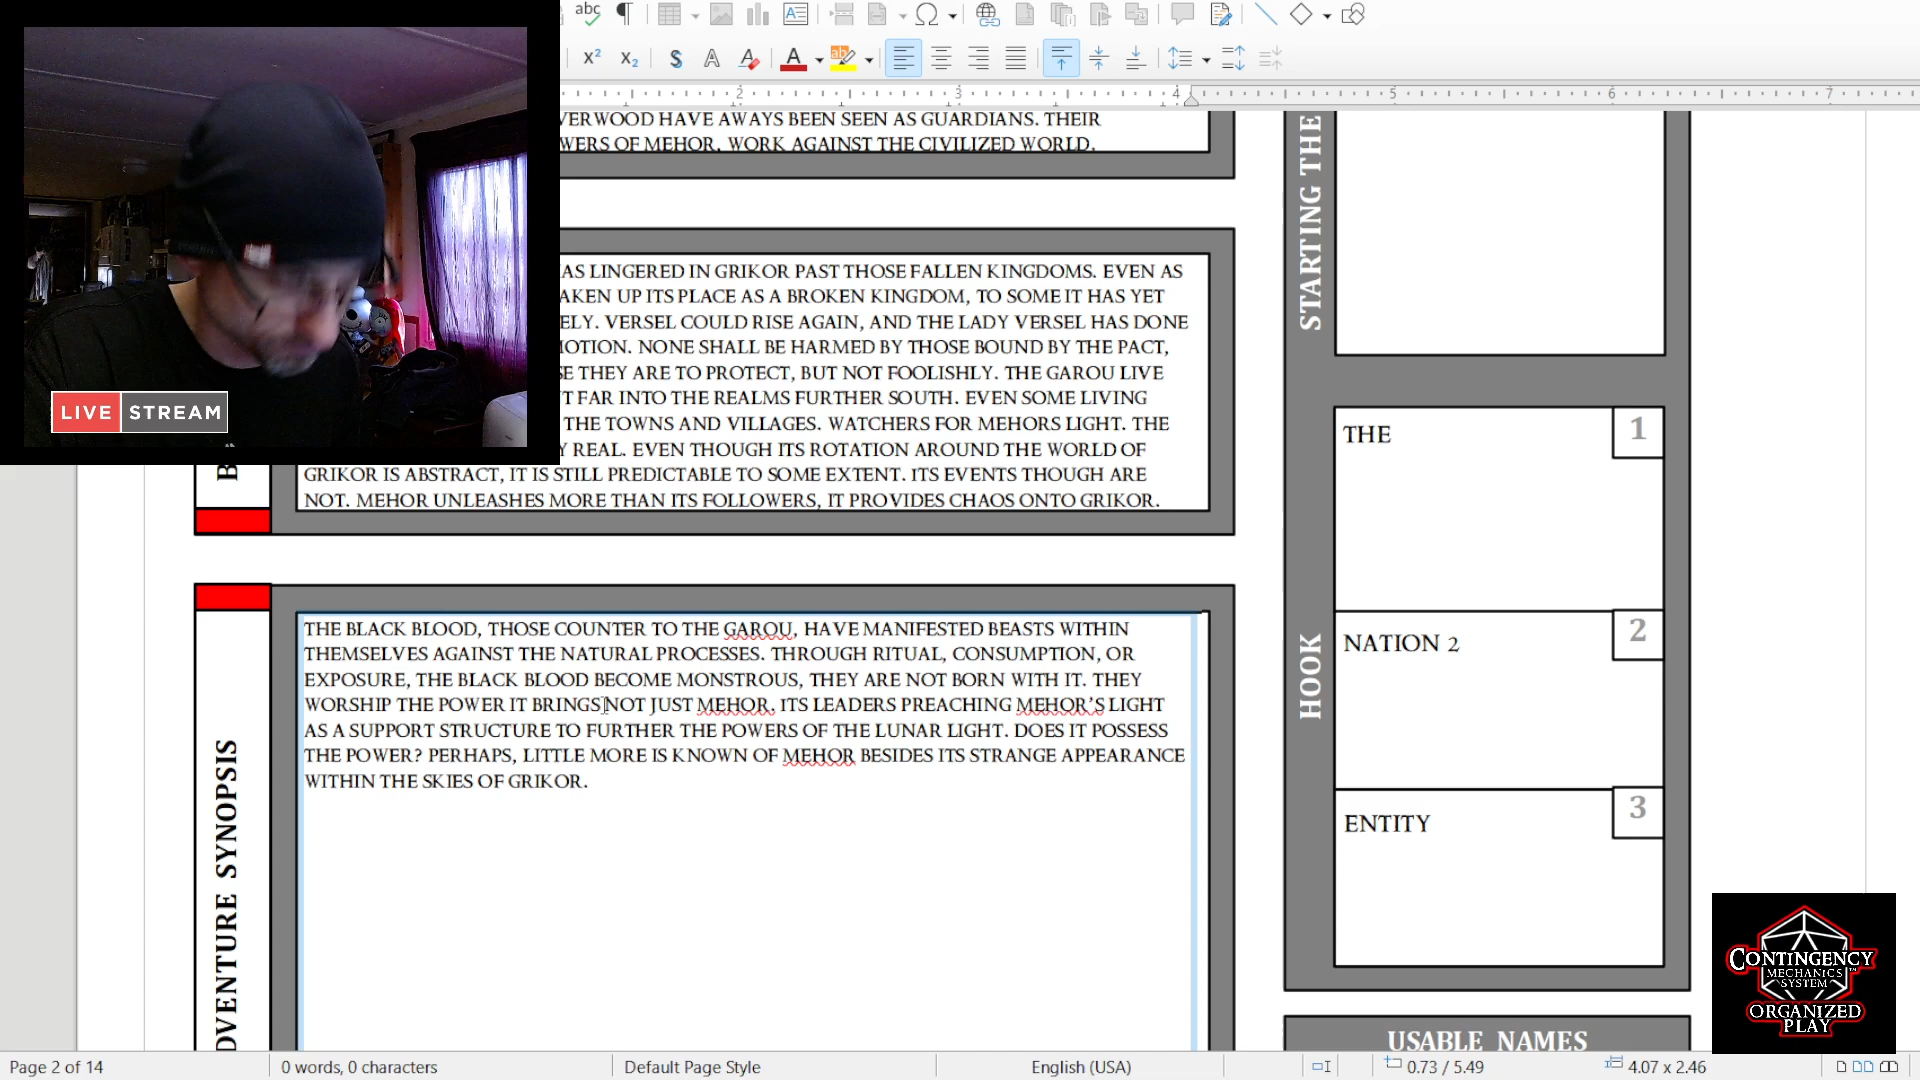 2 3 4 5 6 7
VERWOOD HAVE AWAYS BEEN SEEN AS GUARDIANS. THEIR
WERS OF MEHOR, WORK AGAINST THE CIVILIZED WORLD.
AS LINGERED IN GRIKOR PAST THOSE FALLEN KINGDOMS. EVEN AS
AKEN UP ITS PLACE AS A BROKEN KINGDOM, TO SOME IT HAS YET
ELY. VERSEL COULD RISE AGAIN, AND THE LADY VERSEL HAS DONE
OTION. NONE SHALL BE HARMED BY THOSE BOUND BY THE PACT,
E THEY ARE TO PROTECT, BUT NOT FOOLISHLY. THE GAROU LIVE
T FAR INTO THE REALMS FURTHER SOUTH. EVEN SOME LIVING
THE TOWNS AND VILLAGES. WATCHERS FOR MEHORS LIGHT. THE
Y REAL. EVEN THOUGH ITS ROTATION AROUND THE WORLD OF
GRIKOR IS ABSTRACT, IT IS STILL PREDICTABLE TO SOME EXTENT. ITS EVENTS THOUGH ARE
NOT. MEHOR UNLEASHES MORE THAN ITS FOLLOWERS, IT PROVIDES CHAOS ONTO GRIKOR.
B
DVENTURE SYNOPSIS
THE BLACK BLOOD, THOSE COUNTER TO THE GAROU, HAVE MANIFESTED BEASTS WITHIN
THEMSELVES AGAINST THE NATURAL PROCESSES. THROUGH RITUAL, CONSUMPTION, OR
EXPOSURE, THE BLACK BLOOD BECOME MONSTROUS, THEY ARE NOT BORN WITH IT. THEY
WORSHIP THE POWER IT BRINGS NOT JUST MEHOR. ITS LEADERS PREACHING MEHOR'S LIGHT
AS A SUPPORT STRUCTURE TO FURTHER THE POWERS OF THE LUNAR LIGHT. DOES IT POSSESS
THE POWER? PERHAPS, LITTLE MORE IS KNOWN OF MEHOR BESIDES ITS STRANGE APPEARANCE
WITHIN THE SKIES OF GRIKOR.
STARTING THE
HOOK
THE
1
NATION 2
2
ENTITY
3
USABLE NAMES
LIVE STREAM
CONTINGENCY
MECHANICS
SYSTEM™
ORGANIZED
PLAY
Page 2 of 14
0 words, 0 characters
Default Page Style
English (USA)
0.73 / 5.49
4.07 x 2.46